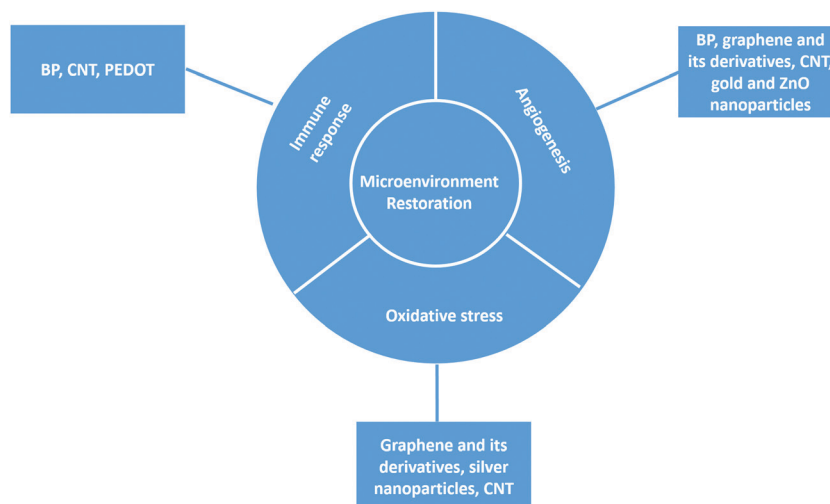 BP, CNT, PEDOT
BP, graphene and
its derivatives, CNT,
gold and ZnO
nanoparticles
Immune
response
Angiogenesis
Microenvironment
Restoration
Oxidative stress
Graphene and its
derivatives, silver
nanoparticles, CNT